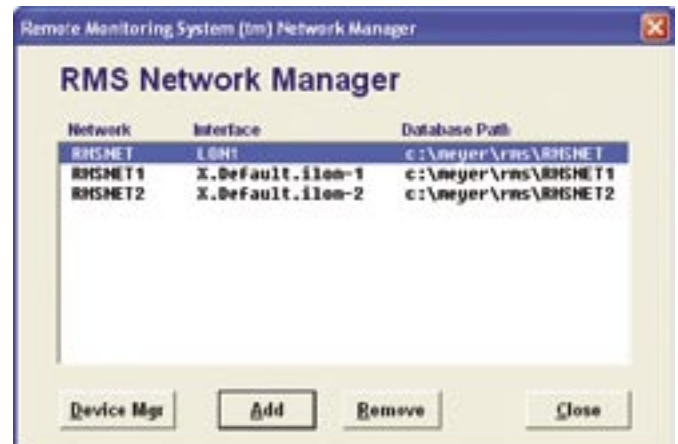 Remote Monitoring System (tm) Network Manager
RMS Network Manager
Network Interface Database Path
RMSNET LON1 c:\meyer\rms\RMSNET
RMSNET1 X.Default.ilon-1 c:\meyer\rms\RMSNET1
RMSNET2 X.Default.ilon-2 c:\meyer\rms\RMSNET2
Device Mgr Add Remove Close